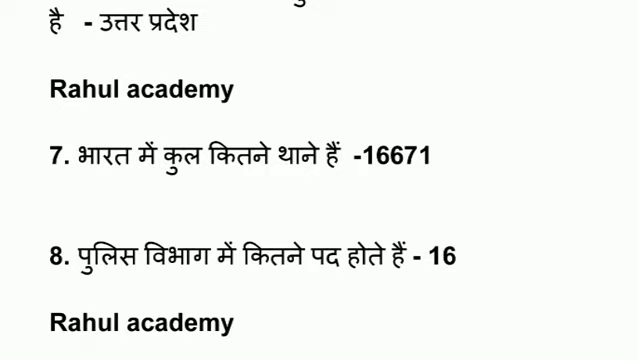 है - उत्तर प्रदेश
Rahul academy
7. भारत में कुल कितने थाने हैं -16671
8. पुलिस विभाग में कितने पद होते हैं - 16
Rahul academy